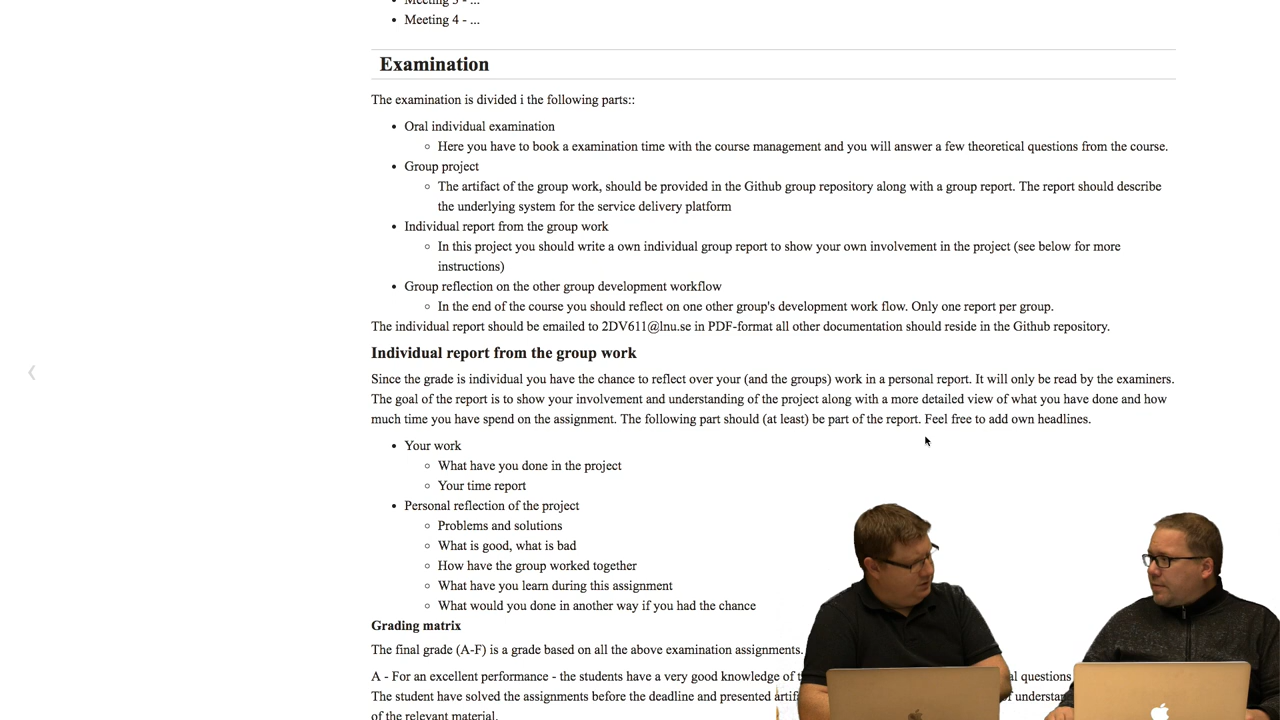 Meeting 3 - ...
Meeting 4 - ...
Examination
The examination is divided i the following parts::
Oral individual examination
Here you have to book a examination time with the course management and you will answer a few theoretical questions from the course.
Group project
The artifact of the group work, should be provided in the Github group repository along with a group report. The report should describe
the underlying system for the service delivery platform
Individual report from the group work
In this project you should write a own individual group report to show your own involvement in the project (see below for more
instructions)
Group reflection on the other group development workflow
In the end of the course you should reflect on one other group's development work flow. Only one report per group.
The individual report should be emailed to 2DV611@lnu.se in PDF-format all other documentation should reside in the Github repository.
Individual report from the group work
Since the grade is individual you have the chance to reflect over your (and the groups) work in a personal report. It will only be read by the examiners.
The goal of the report is to show your involvement and understanding of the project along with a more detailed view of what you have done and how
much time you have spend on the assignment. The following part should (at least) be part of the report. Feel free to add own headlines.
Your work
What have you done in the project
Your time report
Personal reflection of the project
Problems and solutions
What is good, what is bad
How have the group worked together
What have you learn during this assignment
What would you done in another way if you had the chance
Grading matrix
The final grade (A-F) is a grade based on all the above examination assignments.
A - For an excellent performance - the students have a very good knowledge of questions
The student have solved the assignments before the deadline and presented
of the relevant material.